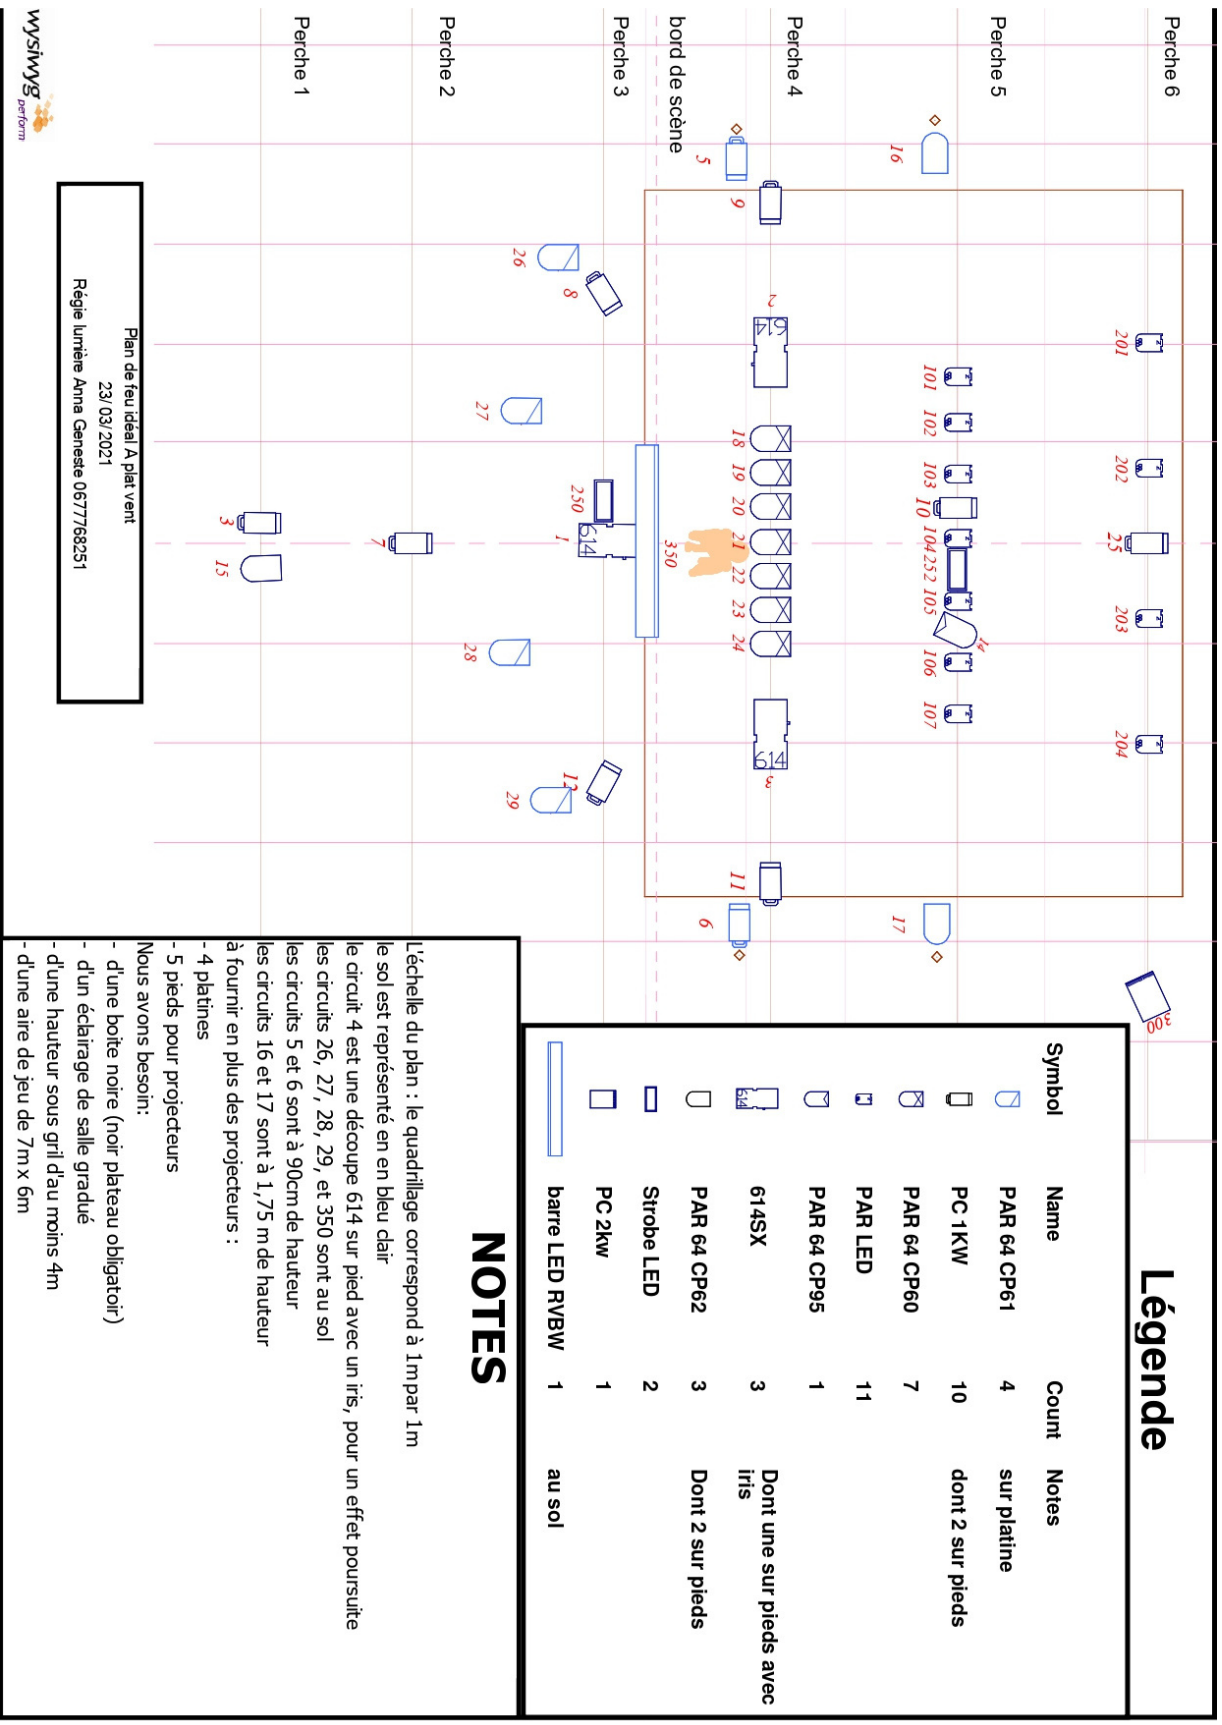 Perche 6
Perche 5
Perche 4
bord de scène
Perche 3
Perche 2
Perche 1
201
202
25
203
204
300
16
101
102
103
10
104
252
105
14
106
107
17
5
9
2
614
18
19
20
21
22
23
24
614
3
11
6
350
26
8
250
1
614
12
29
27
28
7
3
15
wysiwyg
perform
Plan de feu idéal A plat vent
23/03/2021
Régie lumière Anna Geneste 0677768251
Légende
Symbol Name Count Notes
PAR 64 CP61 4 sur platine
PC 1KW 10 dont 2 sur pieds
PAR 64 CP60 7
PAR LED 11
PAR 64 CP95 1
614 614SX 3 Dont une sur pieds avec
iris
PAR 64 CP62 3 Dont 2 sur pieds
Strobe LED 2
PC 2kw 1
barre LED RVBW 1 au sol
NOTES
L'échelle du plan : le quadrillage correspond à 1m par 1m
le sol est représenté en en bleu clair
le circuit 4 est une découpe 614 sur pied avec un iris, pour un effet poursuite
les circuits 26, 27, 28, 29, et 350 sont au sol
les circuits 5 et 6 sont à 90cm de hauteur
les circuits 16 et 17 sont à 1,75 m de hauteur
à fournir en plus des projecteurs :
- 4 platines
- 5 pieds pour projecteurs
Nous avons besoin:
- d'une boite noire (noir plateau obligatoir)
- d'un éclairage de salle gradué
- d'une hauteur sous gril d'au moins 4m
- d'une aire de jeu de 7m x 6m